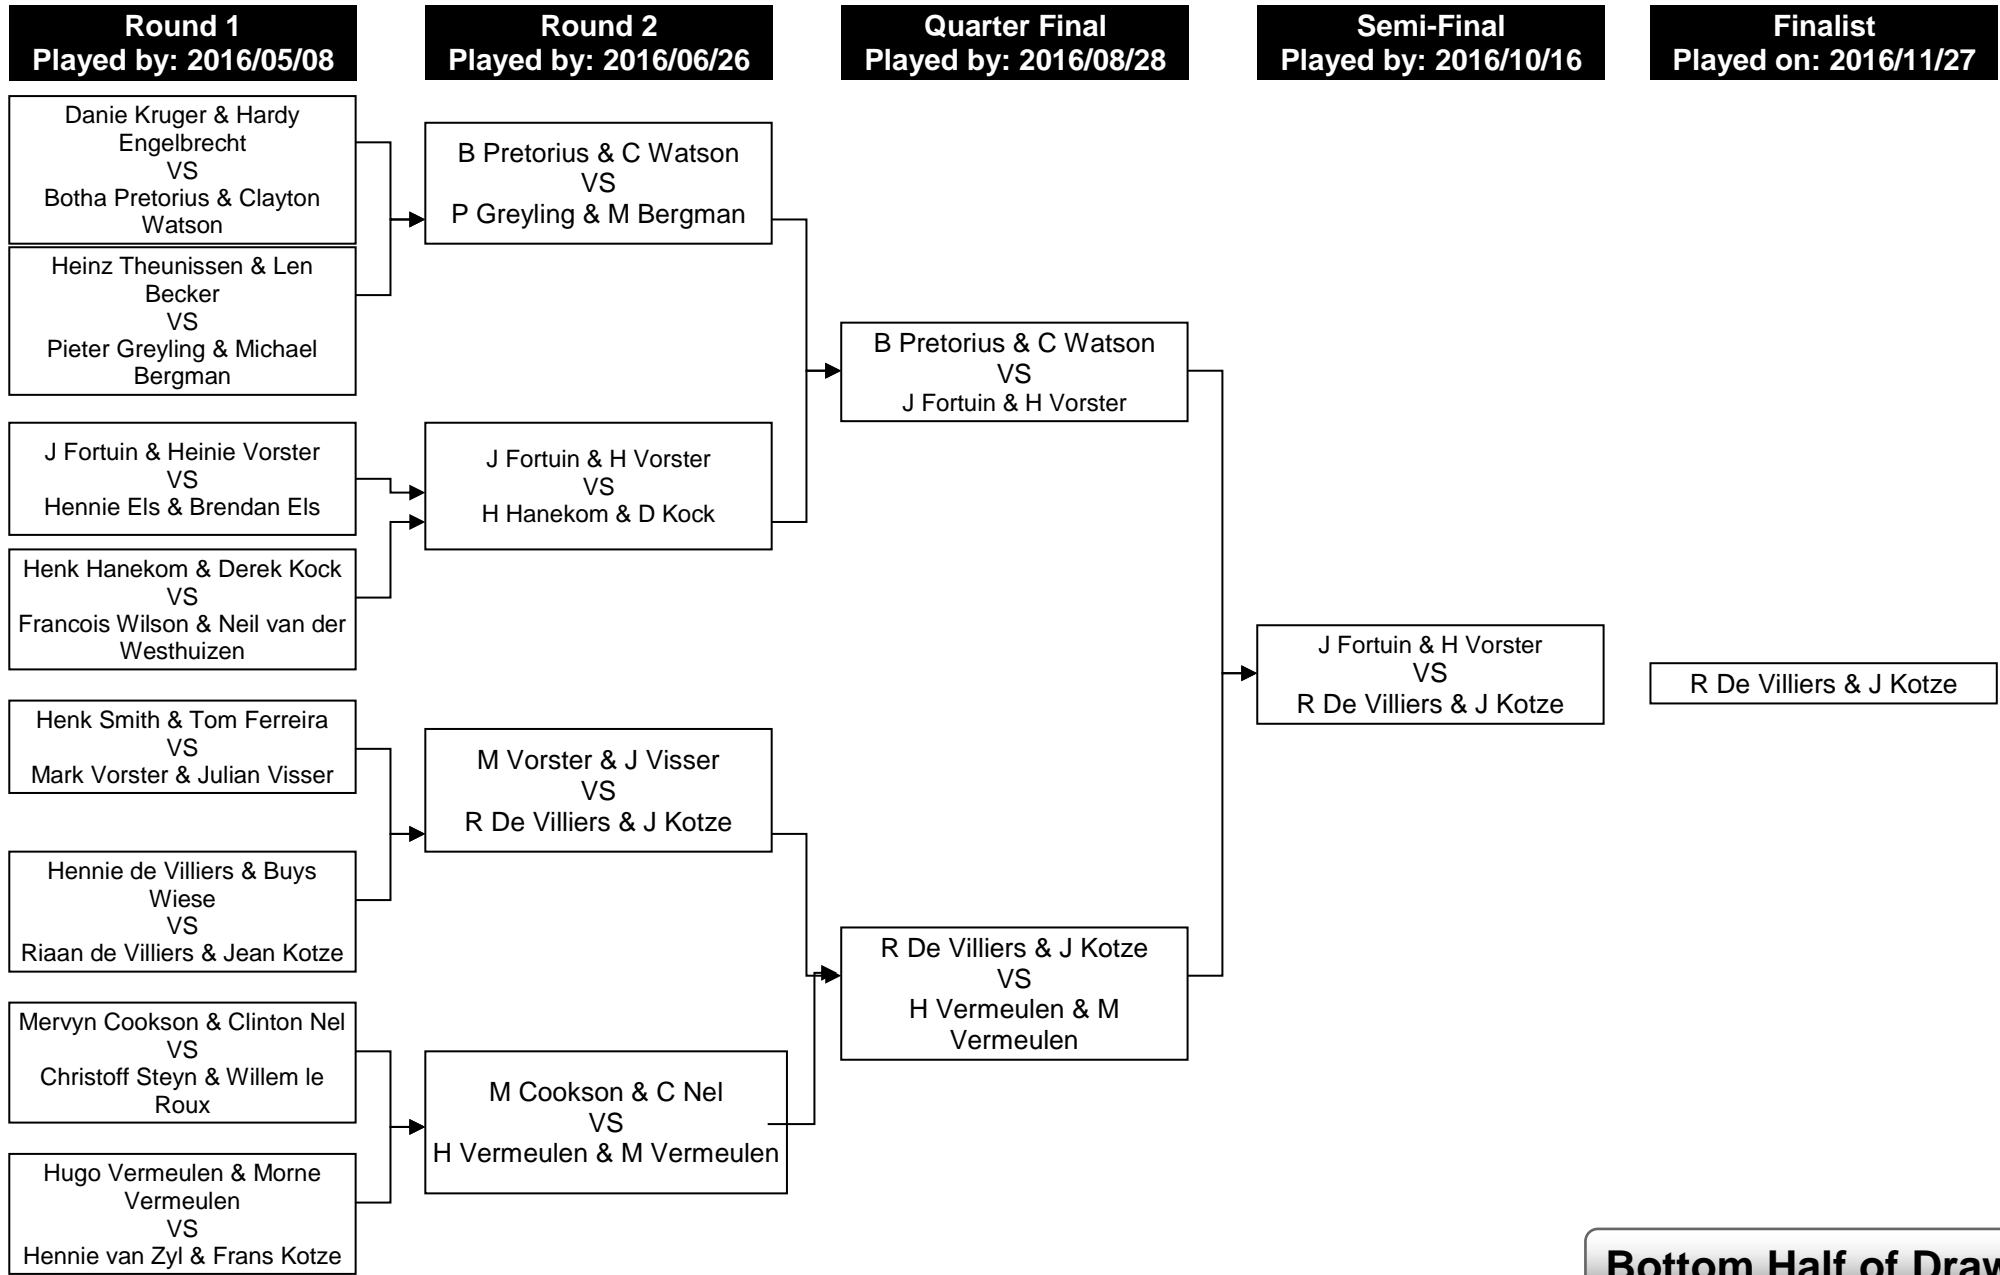 Round 1
Played by: 2016/05/08
Round 2
Played by: 2016/06/26
Quarter Final
Played by: 2016/08/28
Semi-Final
Played by: 2016/10/16
Finalist
Played on: 2016/11/27
Danie Kruger & Hardy
Engelbrecht
VS
Botha Pretorius & Clayton
Watson
Heinz Theunissen & Len
Becker
VS
Pieter Greyling & Michael
Bergman
J Fortuin & Heinie Vorster
VS
Hennie Els & Brendan Els
Henk Hanekom & Derek Kock
VS
Francois Wilson & Neil van der
Westhuizen
Henk Smith & Tom Ferreira
VS
Mark Vorster & Julian Visser
Hennie de Villiers & Buys
Wiese
VS
Riaan de Villiers & Jean Kotze
Mervyn Cookson & Clinton Nel
VS
Christoff Steyn & Willem le
Roux
Hugo Vermeulen & Morne
Vermeulen
VS
Hennie van Zyl & Frans Kotze
B Pretorius & C Watson
VS
P Greyling & M Bergman
J Fortuin & H Vorster
VS
H Hanekom & D Kock
M Vorster & J Visser
VS
R De Villiers & J Kotze
M Cookson & C Nel
VS
H Vermeulen & M Vermeulen
B Pretorius & C Watson
VS
J Fortuin & H Vorster
R De Villiers & J Kotze
VS
H Vermeulen & M
Vermeulen
J Fortuin & H Vorster
VS
R De Villiers & J Kotze
R De Villiers & J Kotze
Bottom Half of Draw